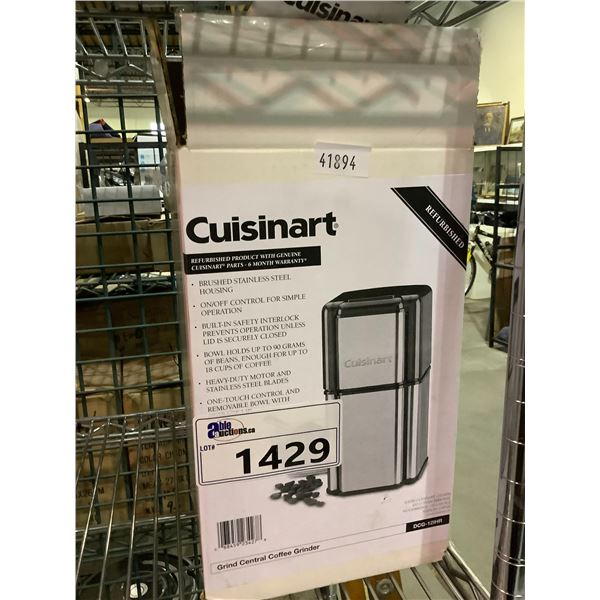 Cuisinart
41894
Cuisinart
REFURBISHED
REFURBISHED PRODUCT WITH GENUINE
CUISINART® PARTS - 6 MONTH WARRANTY*
• BRUSHED STAINLESS STEEL
HOUSING
• ON/OFF CONTROL FOR SIMPLE
OPERATION
• BUILT-IN SAFETY INTERLOCK
PREVENTS OPERATION UNLESS
LID IS SECURELY CLOSED
• BOWL HOLDS UP TO 90 GRAMS
OF BEANS, ENOUGH FOR UP TO
18 CUPS OF COFFEE
• HEAVY-DUTY MOTOR AND
STAINLESS STEEL BLADES
• ONE-TOUCH CONTROL AND
REMOVABLE BOWL WITH
Cuisinart
able
auctions.ca
LOT#
1429
Grind Central Coffee Grinder